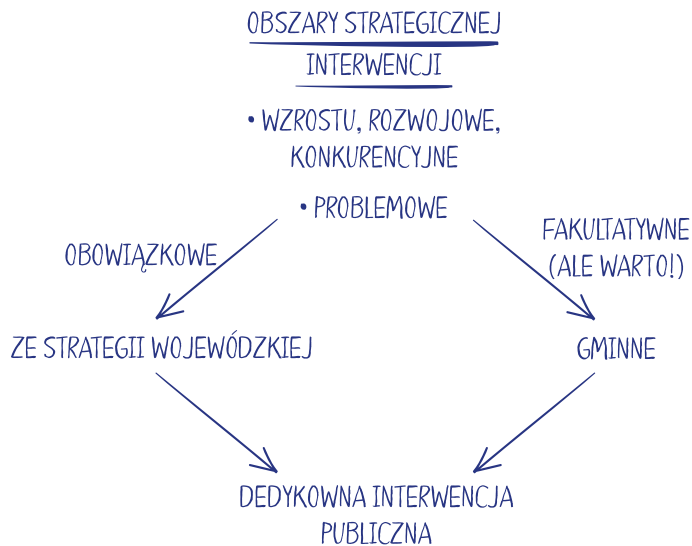 OBSZARY STRATEGICZNEJ
INTERWENCJI
• WZROSTU, ROZWOJOWE,
KONKURENCYJNE
• PROBLEMOWE
OBOWIĄZKOWE
FAKULTATYWNE
(ALE WARTO!)
ZE STRATEGII WOJEWÓDZKIEJ
GMINNE
DEDYKOWNA INTERWENCJA
PUBLICZNA